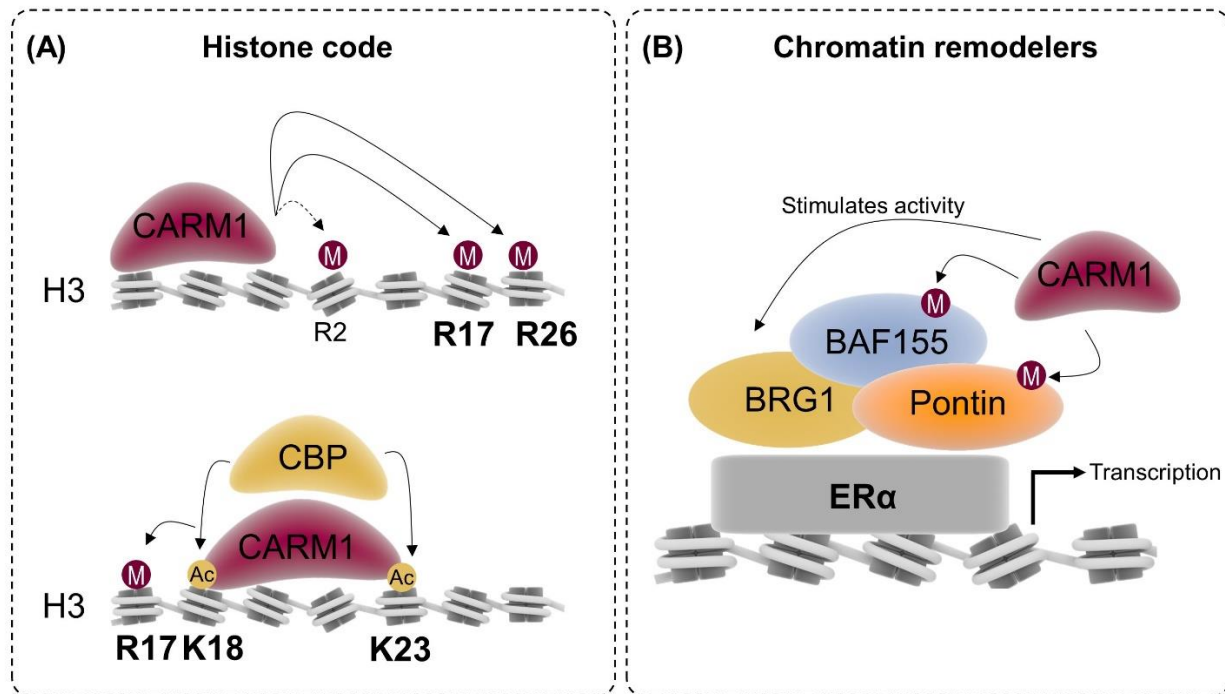 (A) Histone code
CARM1
M
M
M
H3
R2
R17
R26
CBP
CARM1
M
Ac
Ac
H3
R17
K18
K23
(B) Chromatin remodelers
Stimulates activity
CARM1
M
BAF155
M
BRG1
Pontin
ERα
Transcription